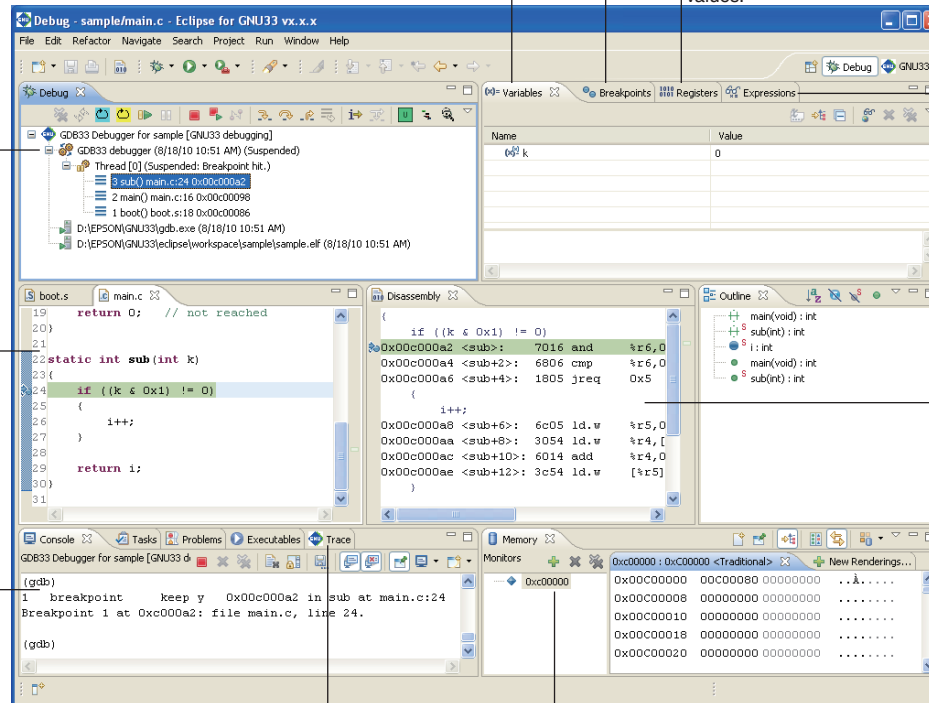 values.
Debug - sample/main.c - Eclipse for GNU33 vx.x.x
File Edit Refactor Navigate Search Project Run Window Help
Debug GNU33
Debug
GDB33 Debugger for sample [GNU33 debugging]
GDB33 debugger (8/18/10 10:51 AM) (Suspended)
Thread [0] (Suspended: Breakpoint hit.)
3 sub() main.c:24 0x00c000a2
2 main() main.c:16 0x00c00098
1 boot() boot.s:18 0x00c00086
D:\EPSON\GNU33\gdb.exe (8/18/10 10:51 AM)
D:\EPSON\GNU33\eclipse\workspace\sample\sample.elf (8/18/10 10:51 AM)
(x)= Variables Breakpoints Registers Expressions
Name Value
k 0
boot.s main.c
19 return 0; // not reached
20 }
21
22 static int sub(int k)
23 {
24 if ((k & 0x1) != 0)
25 {
26 i++;
27 }
28
29 return i;
30 }
31
Disassembly
{
if ((k & 0x1) != 0)
0x00c000a2 <sub>: 7016 and %r6,0
0x00c000a4 <sub+2>: 6806 cmp %r6,0
0x00c000a6 <sub+4>: 1805 jreq 0x5
{
i++;
0x00c000a8 <sub+6>: 6c05 ld.w %r5,0
0x00c000aa <sub+8>: 3054 ld.w %r4,[
0x00c000ac <sub+10>: 6014 add %r4,0
0x00c000ae <sub+12>: 3c54 ld.w [%r5]
}
Outline
main(void) : int
S sub(int) : int
S i : int
main(void) : int
S sub(int) : int
Console Tasks Problems Executables Trace
GDB33 Debugger for sample [GNU33 d
(gdb)
1 breakpoint keep y 0x00c000a2 in sub at main.c:24
Breakpoint 1 at 0xc000a2: file main.c, line 24.
(gdb)
Memory
Monitors
0xc00000
0xc00000 : 0xC00000 <Traditional> New Renderings...
0x00C00000 00C00080 00000000 ..À.....
0x00C00008 00000000 00000000 ........
0x00C00010 00000000 00000000 ........
0x00C00018 00000000 00000000 ........
0x00C00020 00000000 00000000 ........